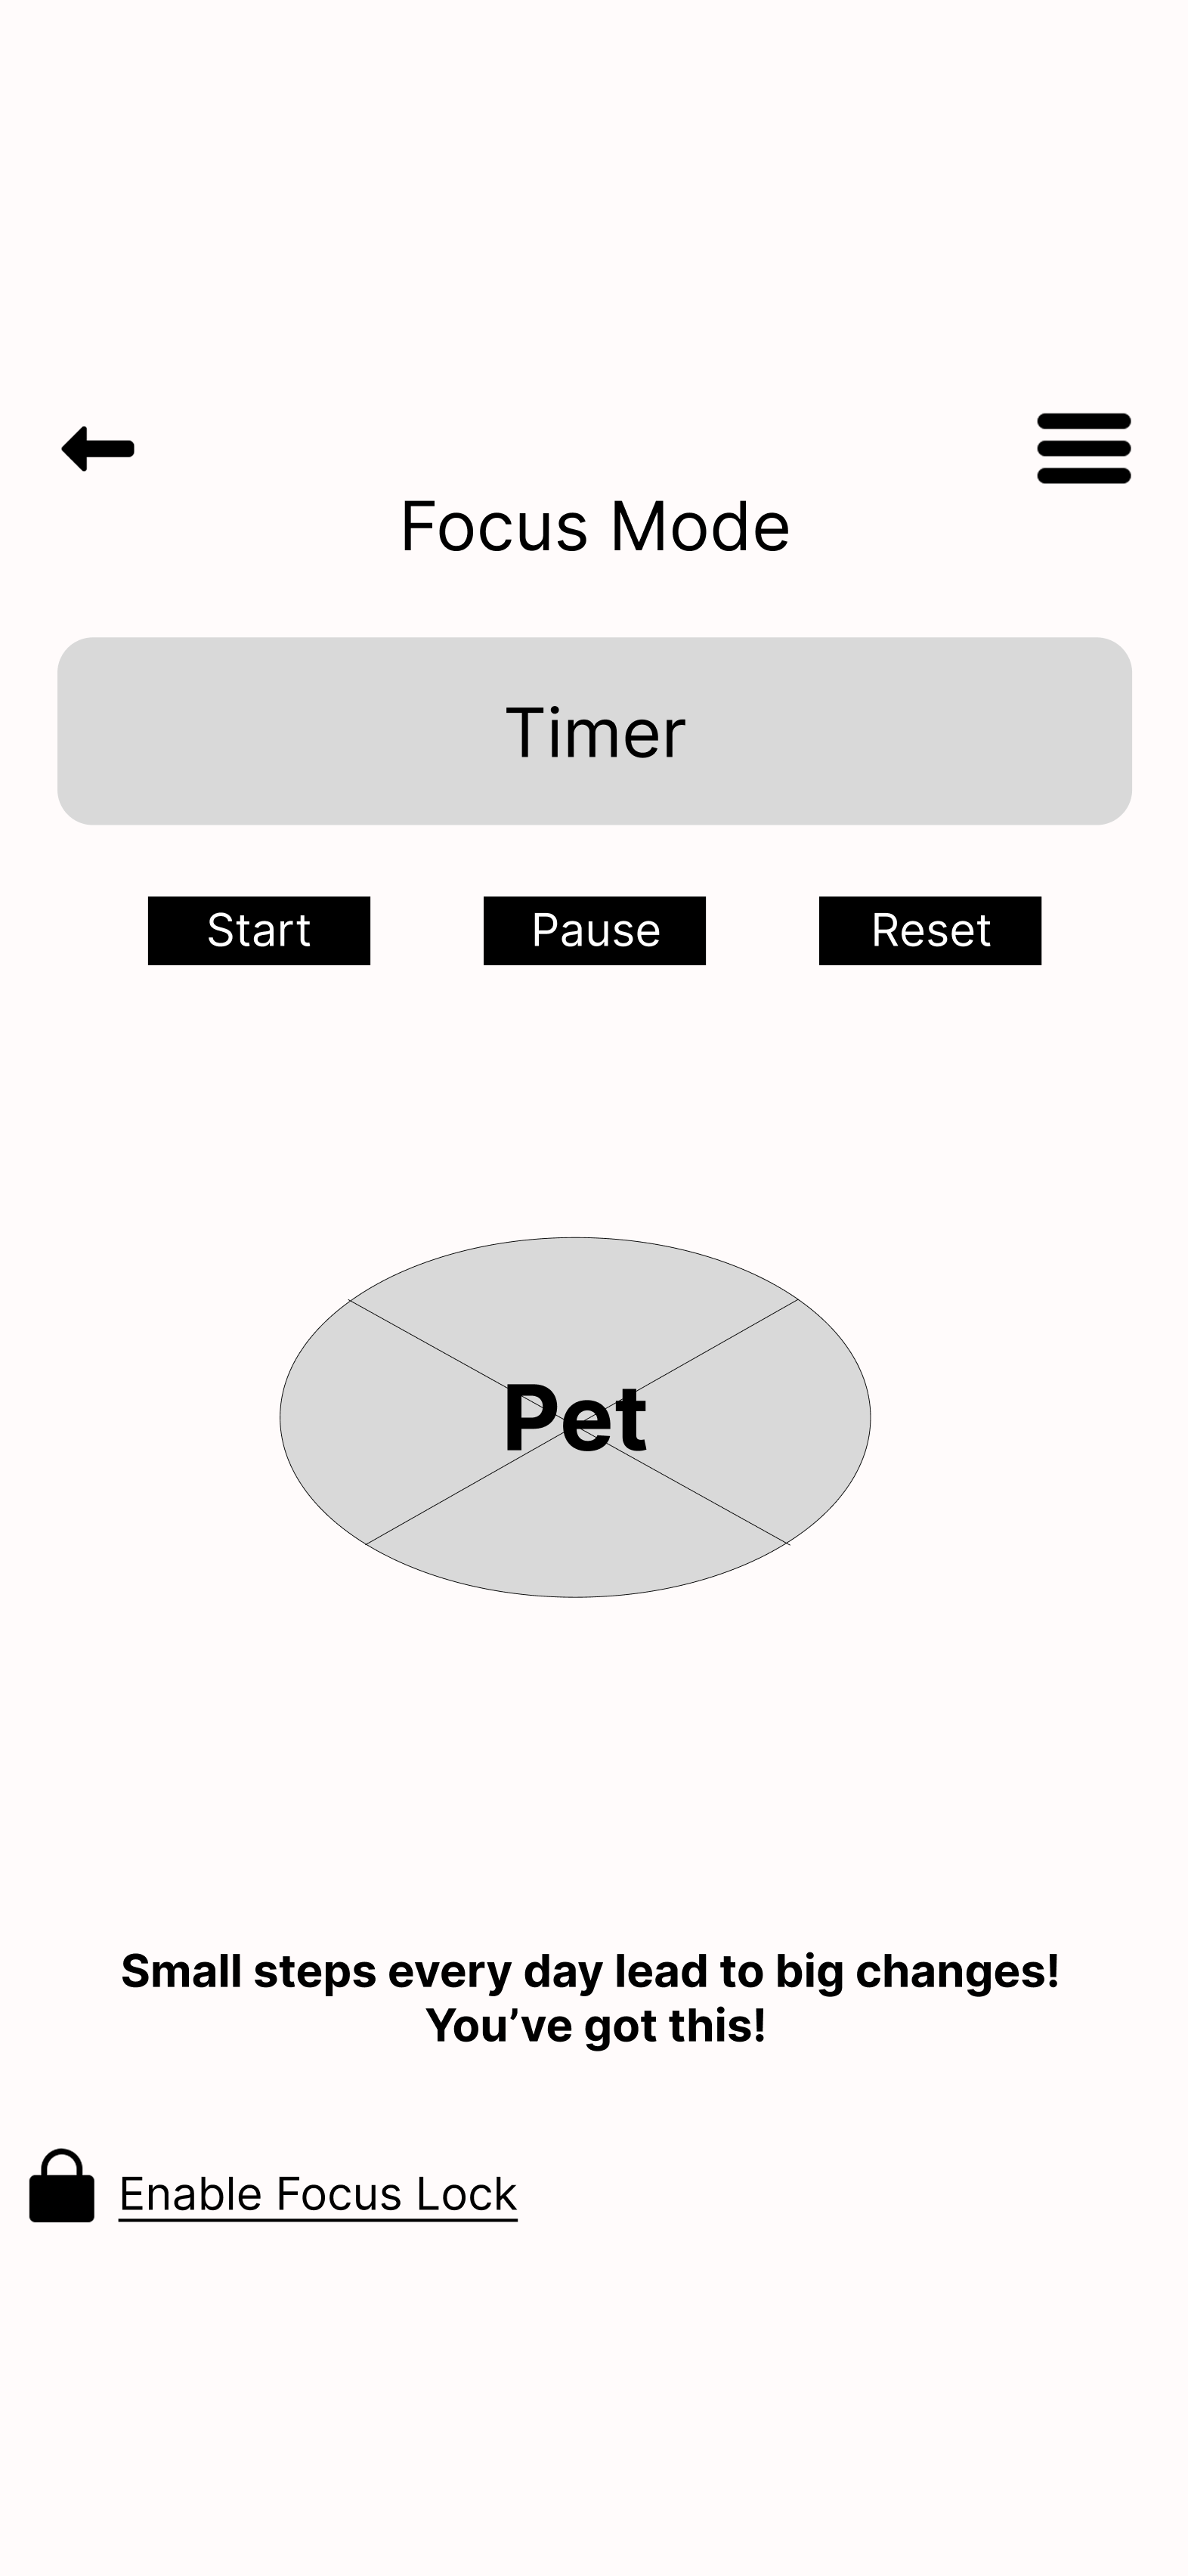 Focus Mode
Timer
Start Pause Reset
Pet
Small steps every day lead to big changes!
You’ve got this!
Enable Focus Lock